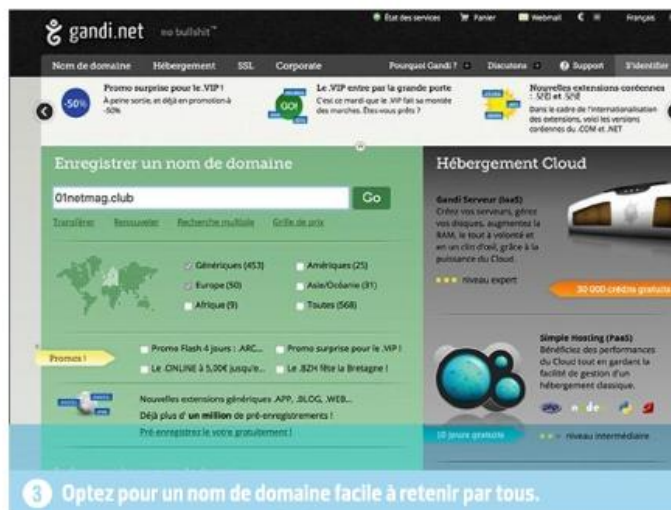 gandi.net no bullshit™
État des services Panier Webmail € Français
Nom de domaine Hébergement SSL Corporate Pourquoi Gandi ? Discutons Support S'identifier
-50%
Promo surprise pour le .VIP !
À peine sortie, et déjà en promotion à
-50%
GO!
Le .VIP entre par la grande porte
C'est ce mardi que le .VIP fait sa montée
des marches. Êtes-vous prêts ?
Nouvelles extensions coréennes
Dans le cadre de l'internationalisation
des extensions, voici les versions
coréennes du .COM et .NET
Enregistrer un nom de domaine
01netmag.club
Go
Transférer Renouveler Recherche multiple Grille de prix
Génériques (453)
Europe (50)
Afrique (9)
Amériques (25)
Asie/Océanie (31)
Toutes (568)
Promos !
Promo Flash 4 jours : .ARC...
Promo surprise pour le .VIP !
Le .ONLINE à 5,00€ jusqu'e...
Le .BZH fête la Bretagne !
Nouvelles extensions génériques .APP, .BLOG, .WEB...
Déjà plus d' un million de pré-enregistrements !
Pré-enregistrez le votre gratuitement !
Hébergement Cloud
Gandi Serveur (IaaS)
Créez vos serveurs, gérez
vos disques, augmentez la
RAM, le tout à volonté et
en un clin d'œil, grâce à la
puissance du Cloud.
niveau expert
30 000 crédits gratuits
Simple Hosting (PaaS)
Bénéficiez des performances
du Cloud tout en gardant la
facilité de gestion d'un
hébergement classique.
php node
10 jours gratuits
niveau intermédiaire
3 Optez pour un nom de domaine facile à retenir par tous.